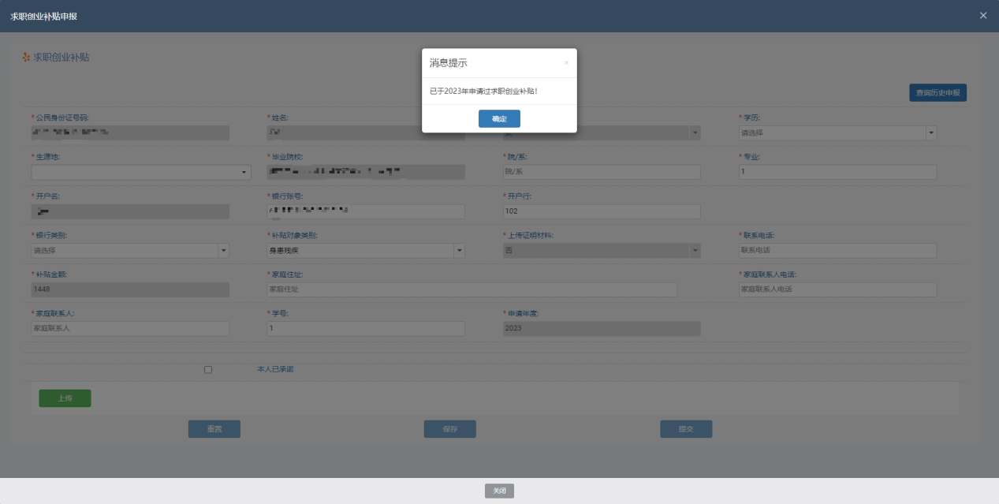 求职创业补贴申报
×
求职创业补贴
消息提示
×
已于2023年申请过求职创业补贴!
确定
查询历史申报
*公民身份证号码:
*姓名:
*学历:
请选择
*生源地:
*毕业院校:
*院/系:
院/系
*专业:
1
*开户名:
*银行账号:
*开户行:
102
*银行类别:
请选择
*补贴对象类别:
身患残疾
*上传证明材料:
否
*联系电话:
联系电话
*补贴金额:
1448
*家庭住址:
家庭住址
*家庭联系人电话:
家庭联系人电话
*家庭联系人:
家庭联系人
*学号:
1
*申请年度:
2023
本人已承诺
上传
重置
保存
提交
关闭